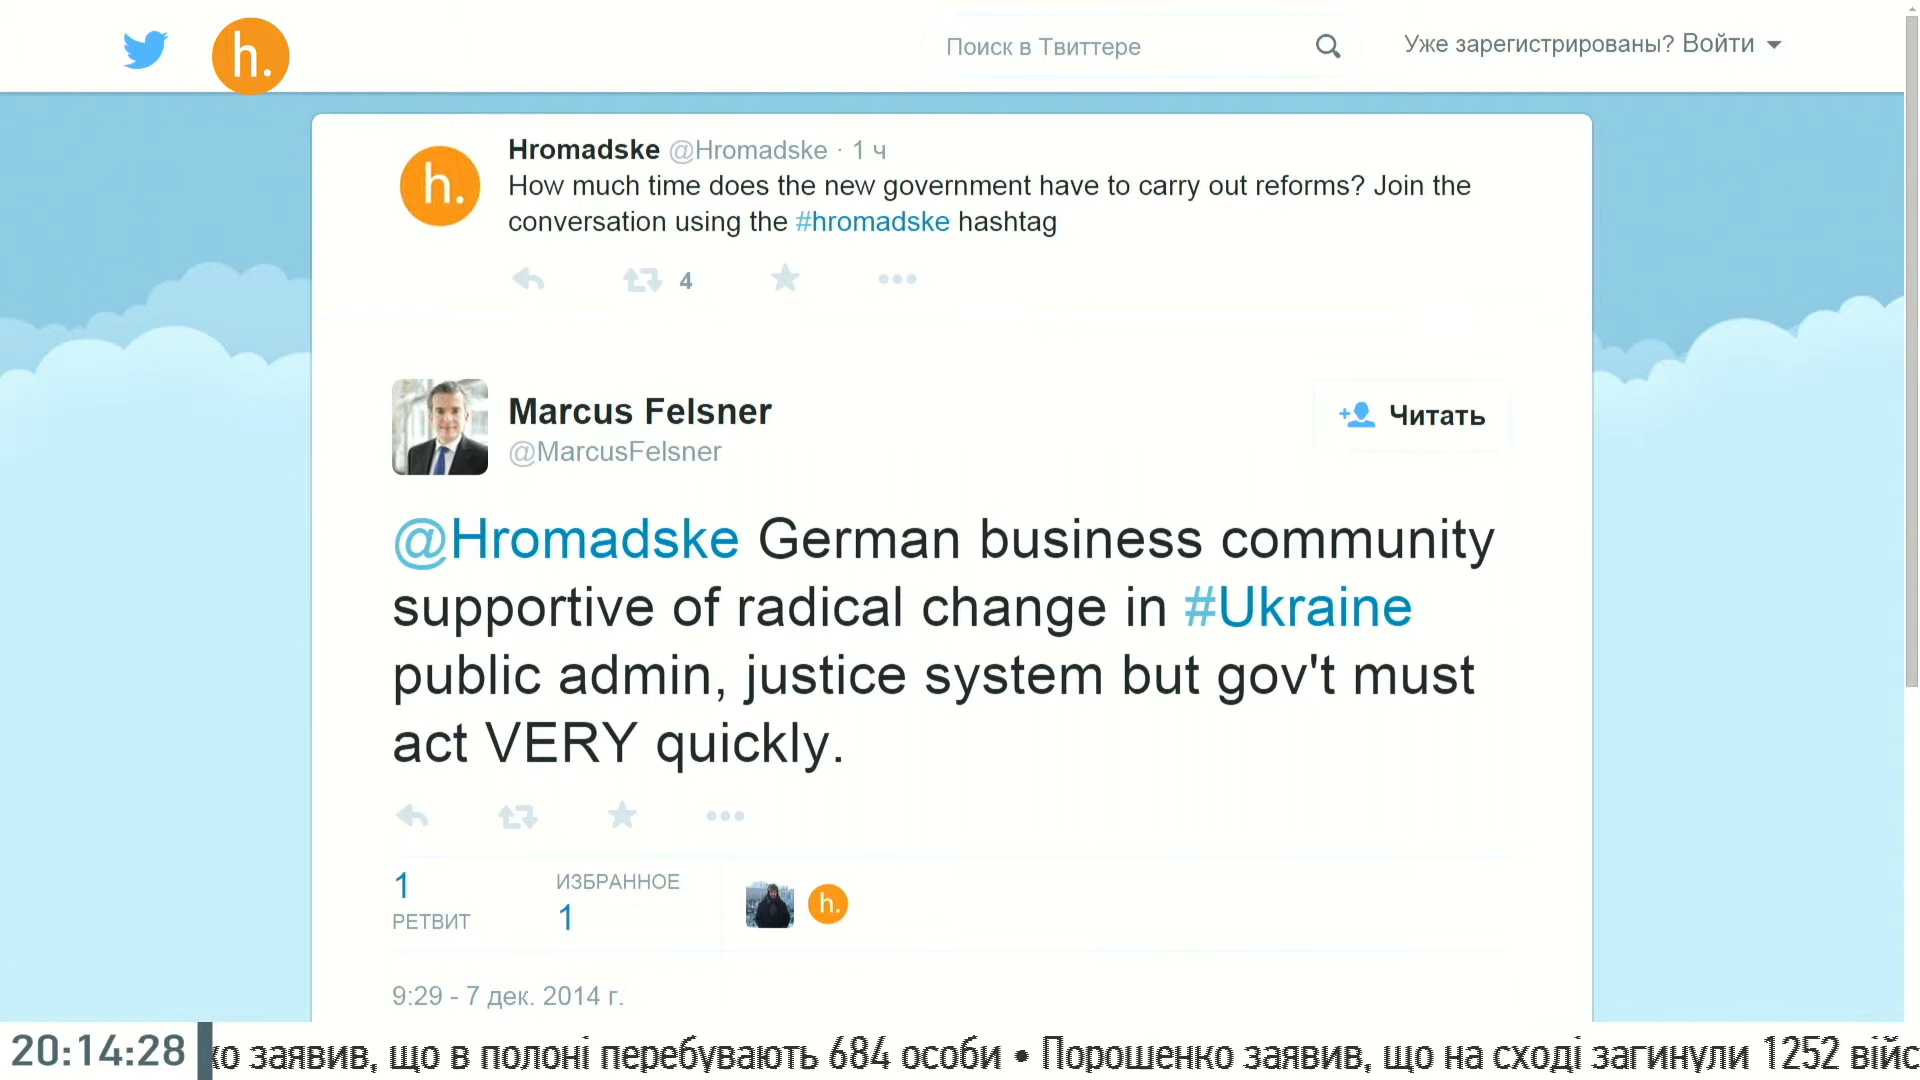 h.
Поиск в Твиттере
Уже зарегистрированы? Войти
h.
Hromadske @Hromadske · 1 ч
How much time does the new government have to carry out reforms? Join the
conversation using the #hromadske hashtag
4
Marcus Felsner
@MarcusFelsner
Читать
@Hromadske German business community
supportive of radical change in #Ukraine
public admin, justice system but gov't must
act VERY quickly.
1
РЕТВИТ
ИЗБРАННОЕ
1
h.
9:29 - 7 дек. 2014 г.
20:14:28
ко заявив, що в полоні перебувають 684 особи • Порошенко заявив, що на сході загинули 1252 війс